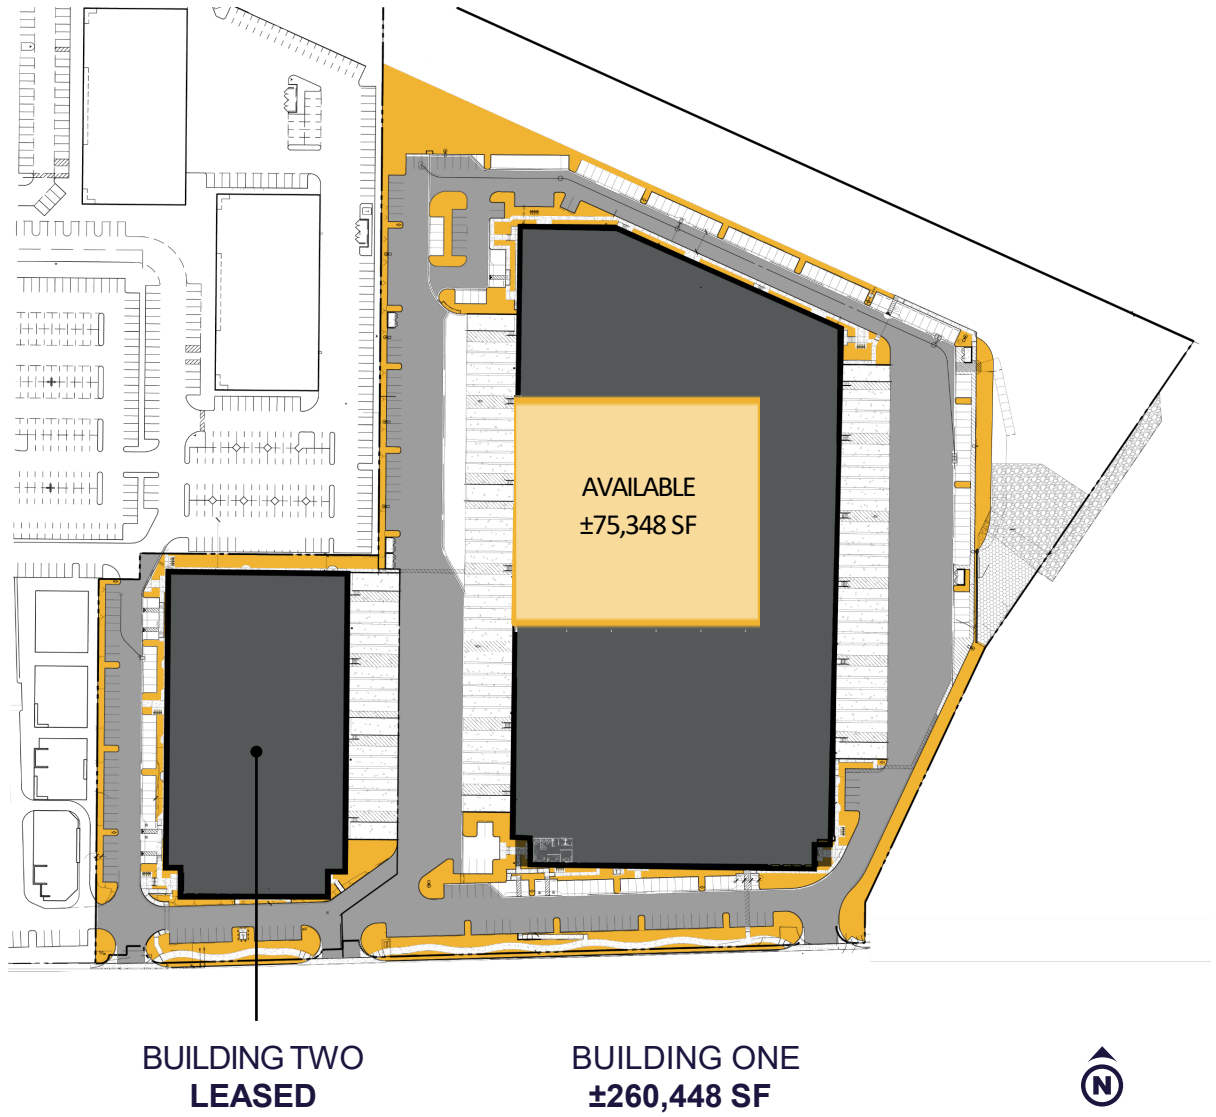 AVAILABLE
±75,348 SF
BUILDING TWO
LEASED
BUILDING ONE
±260,448 SF
N